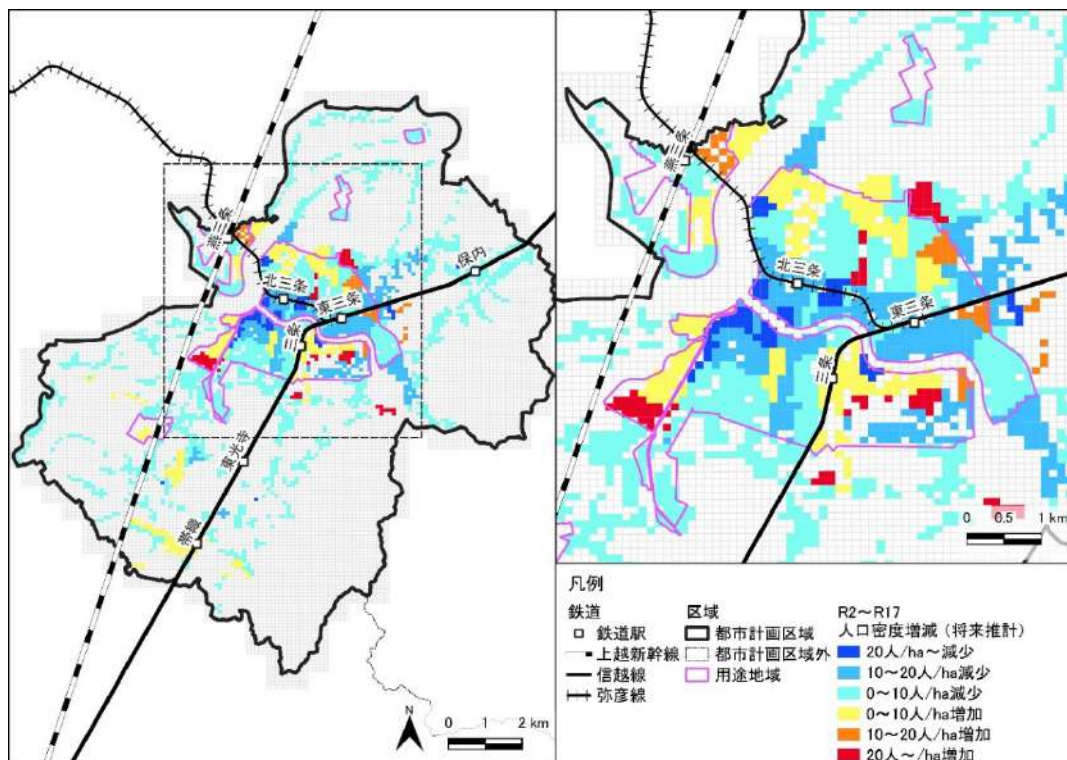 燕三条
北三条
東三条
三条
保内
東光寺
帯織
N
0 1 2 km
燕三条
北三条
東三条
三条
0 0.5 1 km
凡例
鉄道
鉄道駅
上越新幹線
信越線
弥彦線
区域
都市計画区域
都市計画区域外
用途地域
R2～R17
人口密度増減（将来推計）
20人/ha～減少
10～20人/ha減少
0～10人/ha減少
0～10人/ha増加
10～20人/ha増加
20人～/ha増加